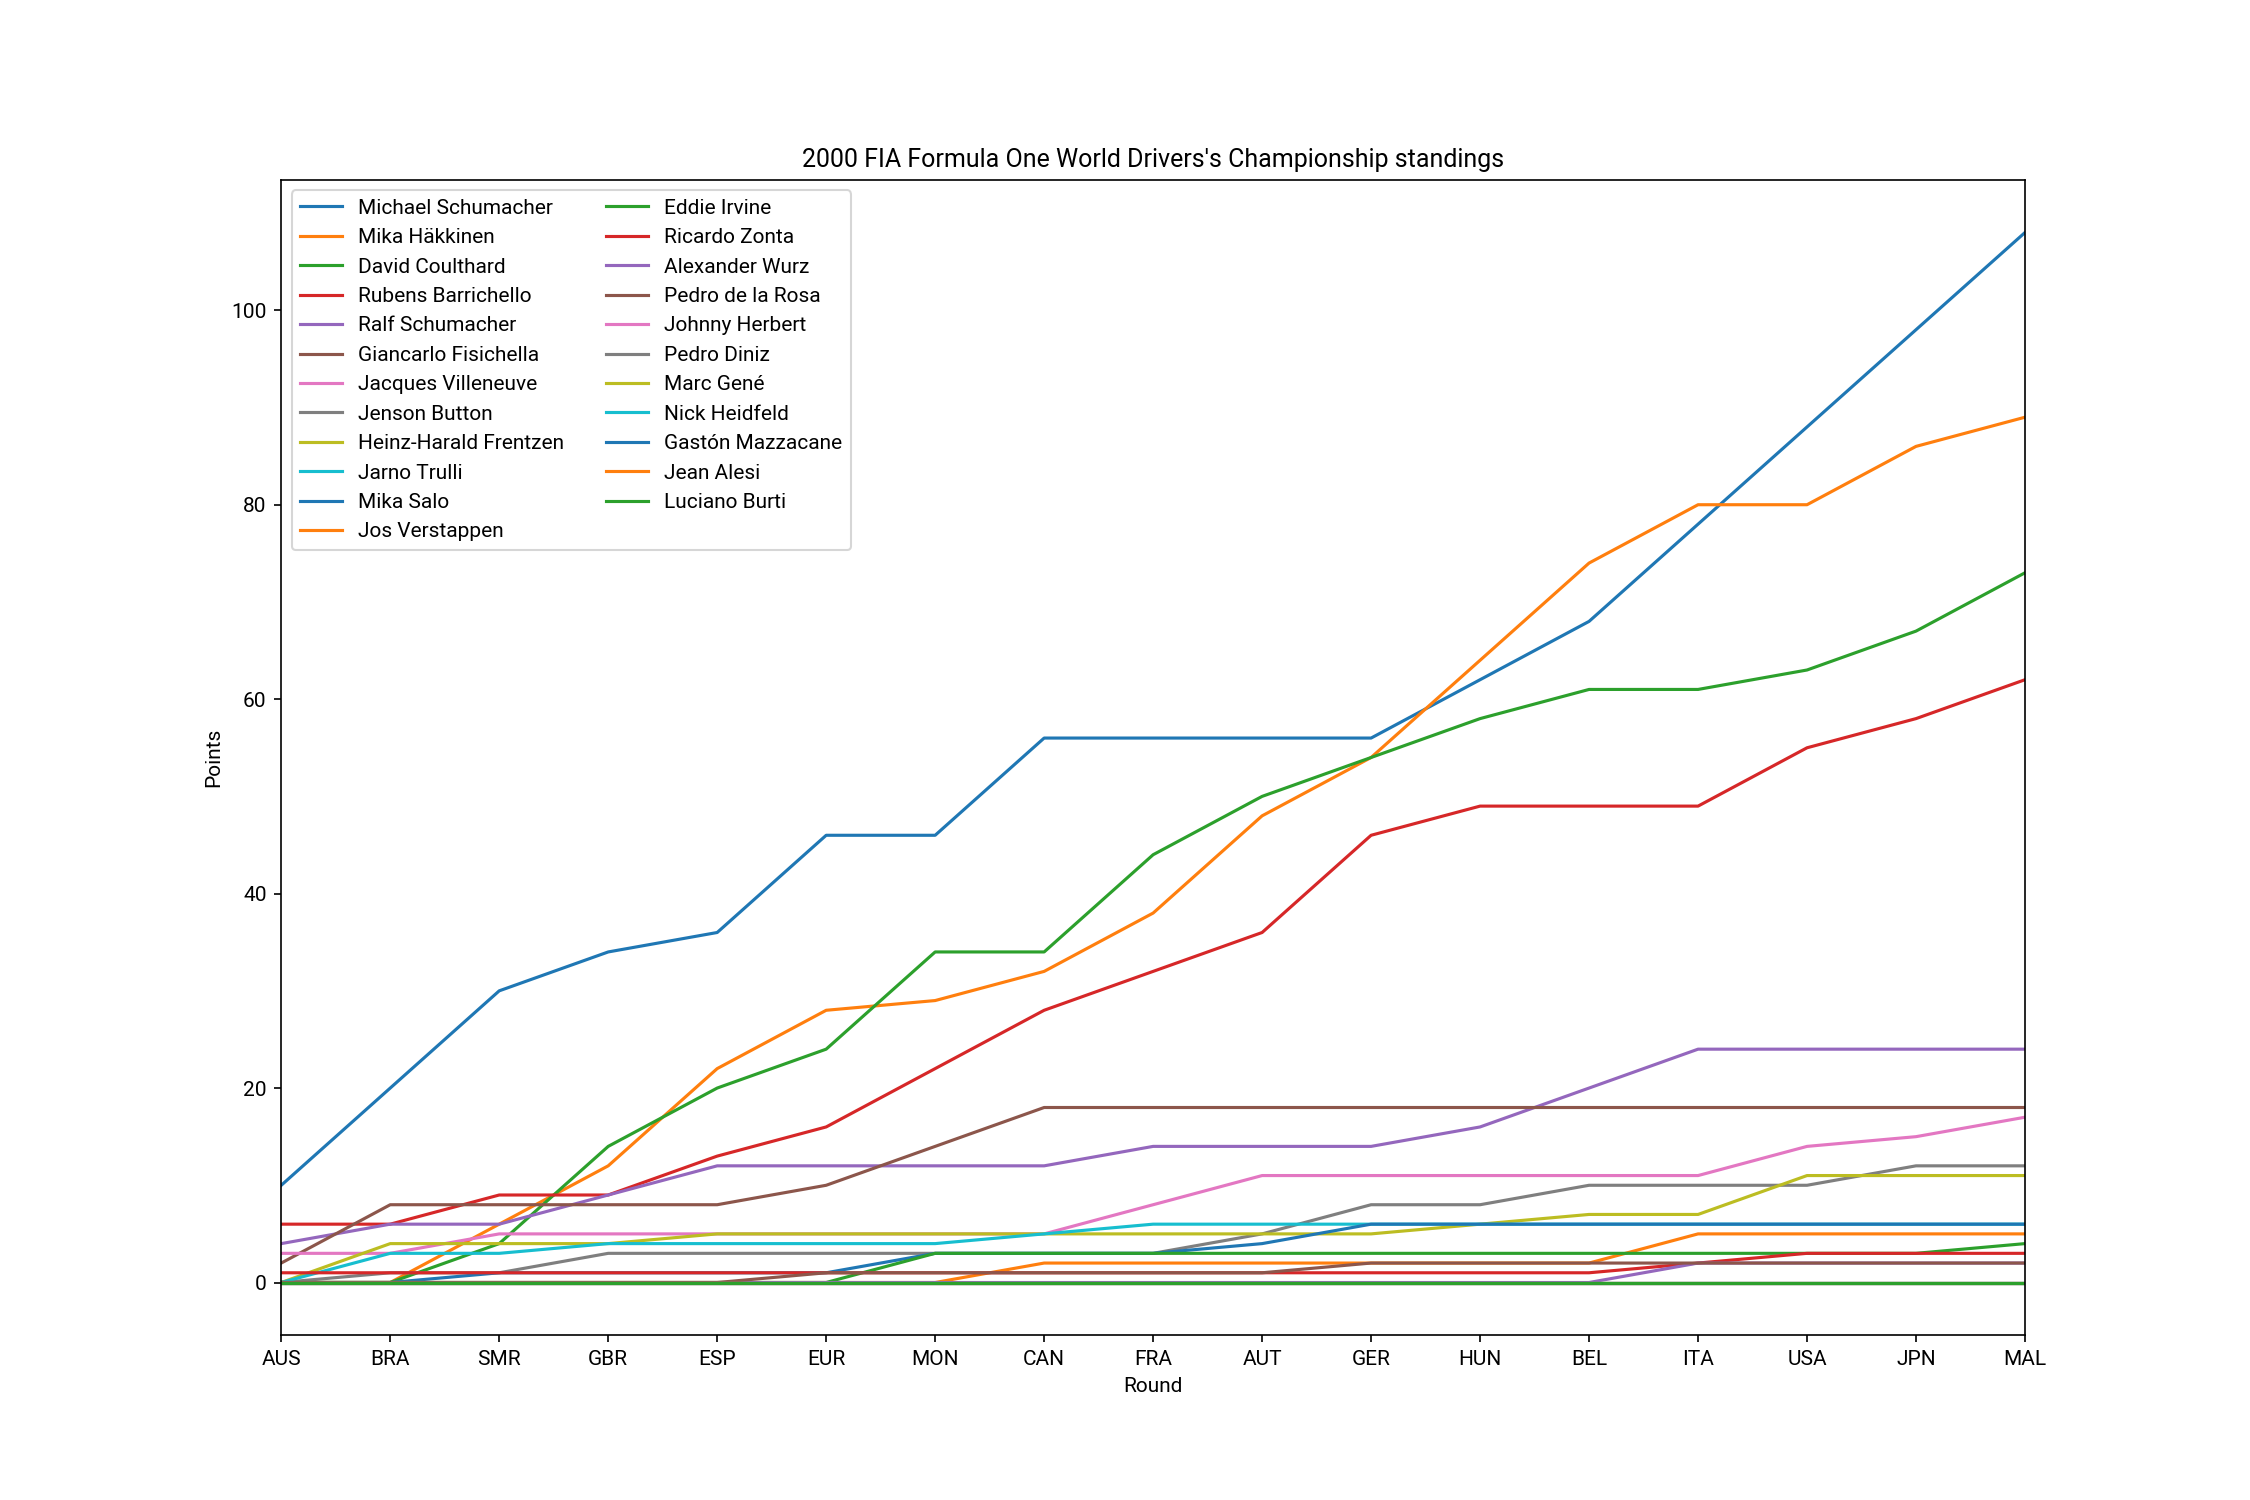 2000 FIA Formula One World Drivers's Championship standings
Michael Schumacher
Mika Häkkinen
David Coulthard
Rubens Barrichello
Ralf Schumacher
Giancarlo Fisichella
Jacques Villeneuve
Jenson Button
Heinz-Harald Frentzen
Jarno Trulli
Mika Salo
Jos Verstappen
Eddie Irvine
Ricardo Zonta
Alexander Wurz
Pedro de la Rosa
Johnny Herbert
Pedro Diniz
Marc Gené
Nick Heidfeld
Gastón Mazzacane
Jean Alesi
Luciano Burti
100
80
60
40
20
0
Points
AUS BRA SMR GBR ESP EUR MON CAN FRA AUT GER HUN BEL ITA USA JPN MAL
Round